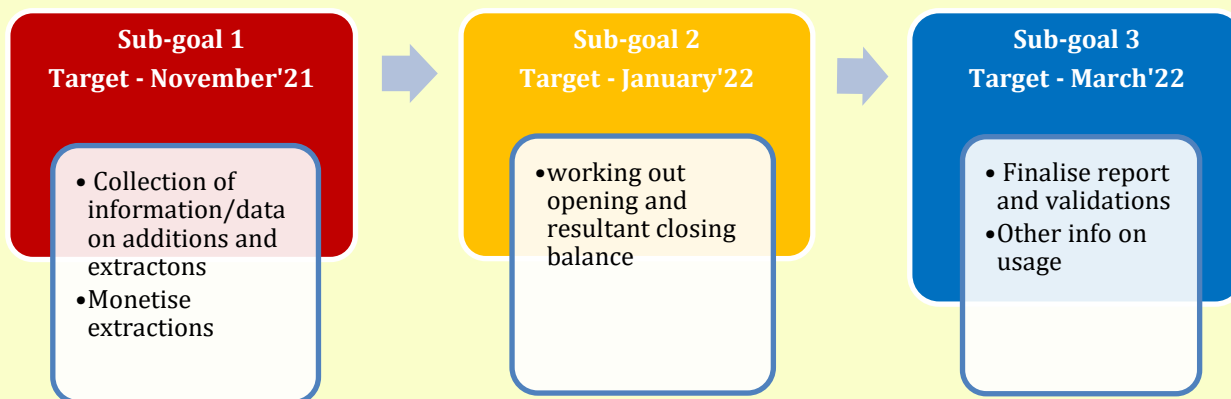 Sub-goal 1
Target - November'21
• Collection of
information/data
on additions and
extractons
•Monetise
extractions
Sub-goal 2
Target - January'22
•working out
opening and
resultant closing
balance
Sub-goal 3
Target - March'22
• Finalise report
and validations
•Other info on
usage